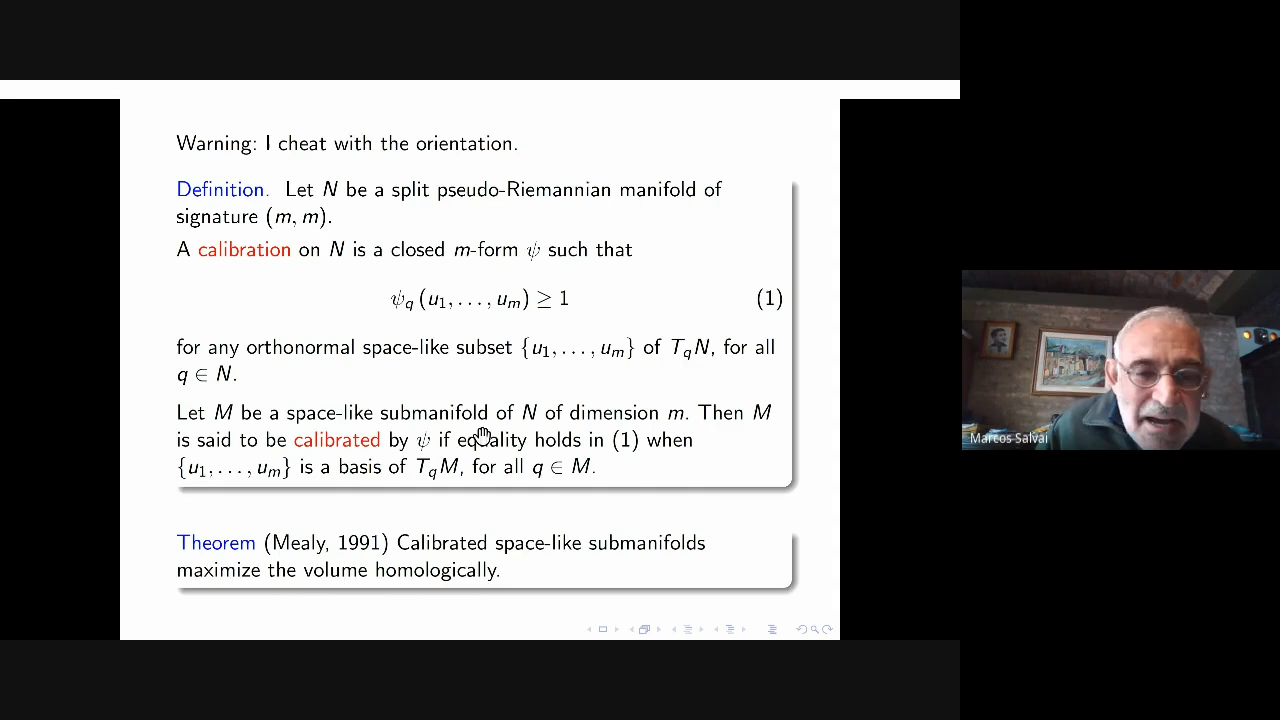 Warning: I cheat with the orientation.
Definition. Let N be a split pseudo-Riemannian manifold of
signature (m, m).
A calibration on N is a closed m-form ψ such that
ψq (u1, . . . , um) ≥ 1 (1)
for any orthonormal space-like subset {u1, . . . , um} of TqN, for all
q ∈ N.
Let M be a space-like submanifold of N of dimension m. Then M
is said to be calibrated by ψ if equality holds in (1) when
{u1, . . . , um} is a basis of TqM, for all q ∈ M.
Theorem (Mealy, 1991) Calibrated space-like submanifolds
maximize the volume homologically.
Marcos Salvai